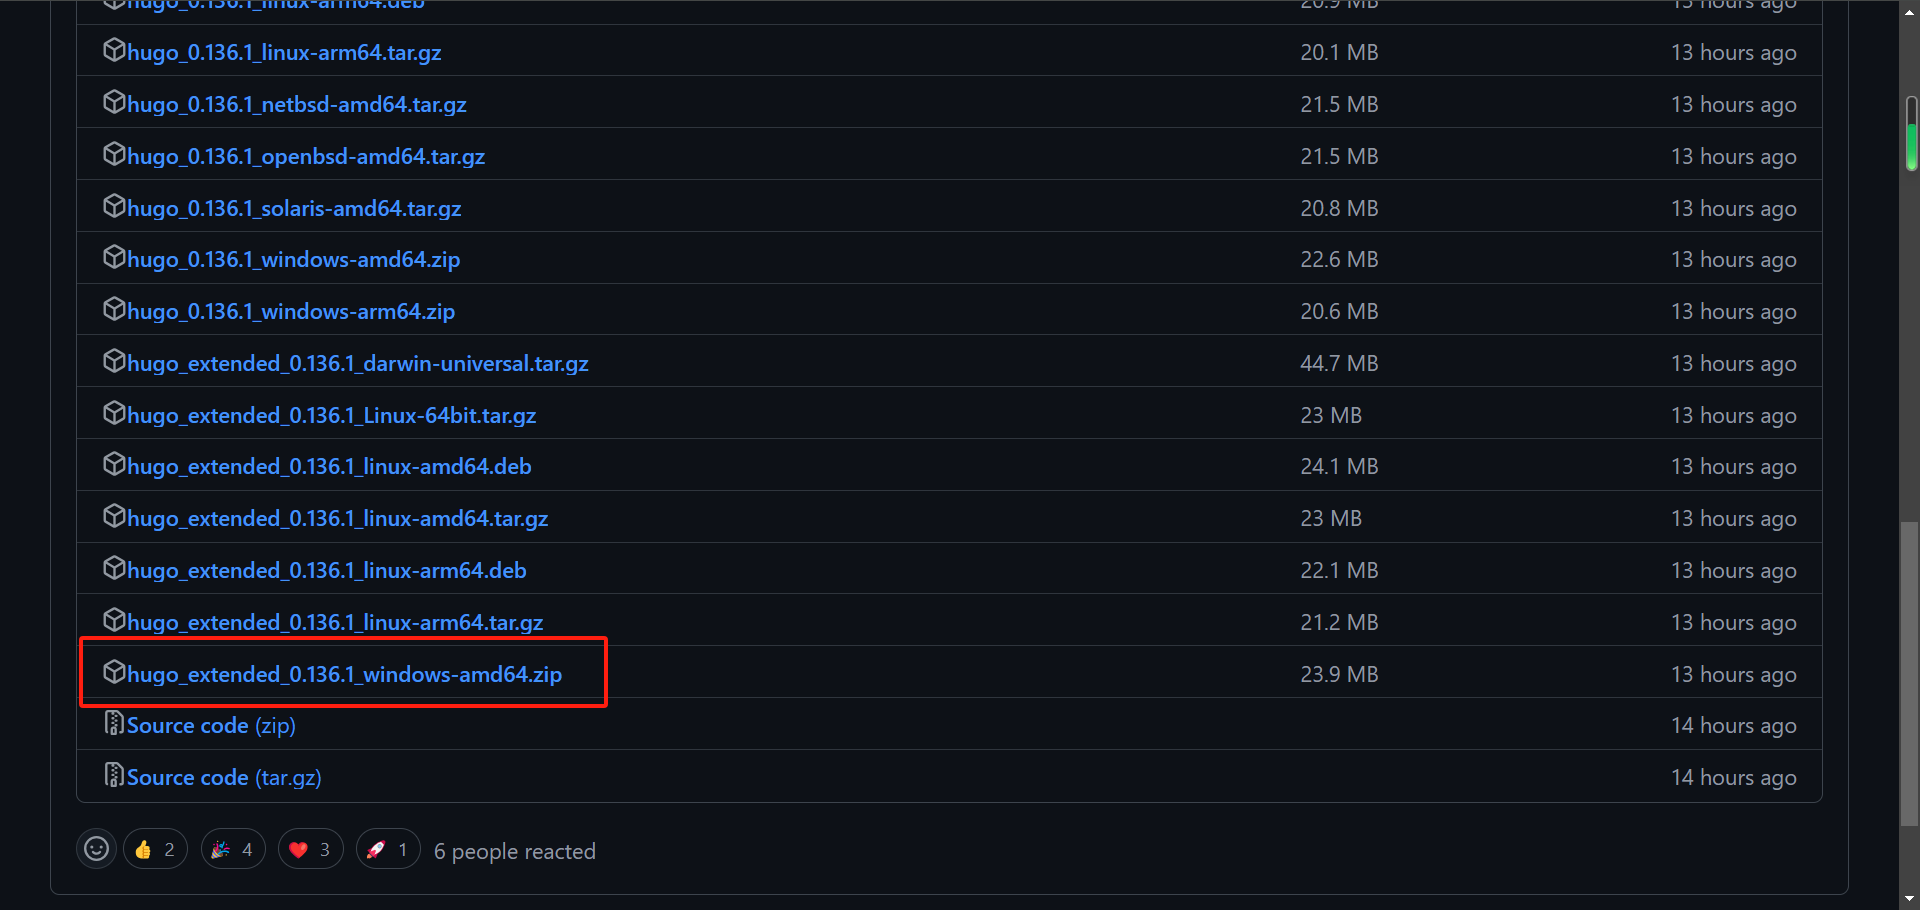 hugo_0.136.1_linux-arm64.deb 20.9 MB 13 hours ago
hugo_0.136.1_linux-arm64.tar.gz 20.1 MB 13 hours ago
hugo_0.136.1_netbsd-amd64.tar.gz 21.5 MB 13 hours ago
hugo_0.136.1_openbsd-amd64.tar.gz 21.5 MB 13 hours ago
hugo_0.136.1_solaris-amd64.tar.gz 20.8 MB 13 hours ago
hugo_0.136.1_windows-amd64.zip 22.6 MB 13 hours ago
hugo_0.136.1_windows-arm64.zip 20.6 MB 13 hours ago
hugo_extended_0.136.1_darwin-universal.tar.gz 44.7 MB 13 hours ago
hugo_extended_0.136.1_Linux-64bit.tar.gz 23 MB 13 hours ago
hugo_extended_0.136.1_linux-amd64.deb 24.1 MB 13 hours ago
hugo_extended_0.136.1_linux-amd64.tar.gz 23 MB 13 hours ago
hugo_extended_0.136.1_linux-arm64.deb 22.1 MB 13 hours ago
hugo_extended_0.136.1_linux-arm64.tar.gz 21.2 MB 13 hours ago
hugo_extended_0.136.1_windows-amd64.zip 23.9 MB 13 hours ago
Source code (zip) 14 hours ago
Source code (tar.gz) 14 hours ago
2 4 3 1 6 people reacted